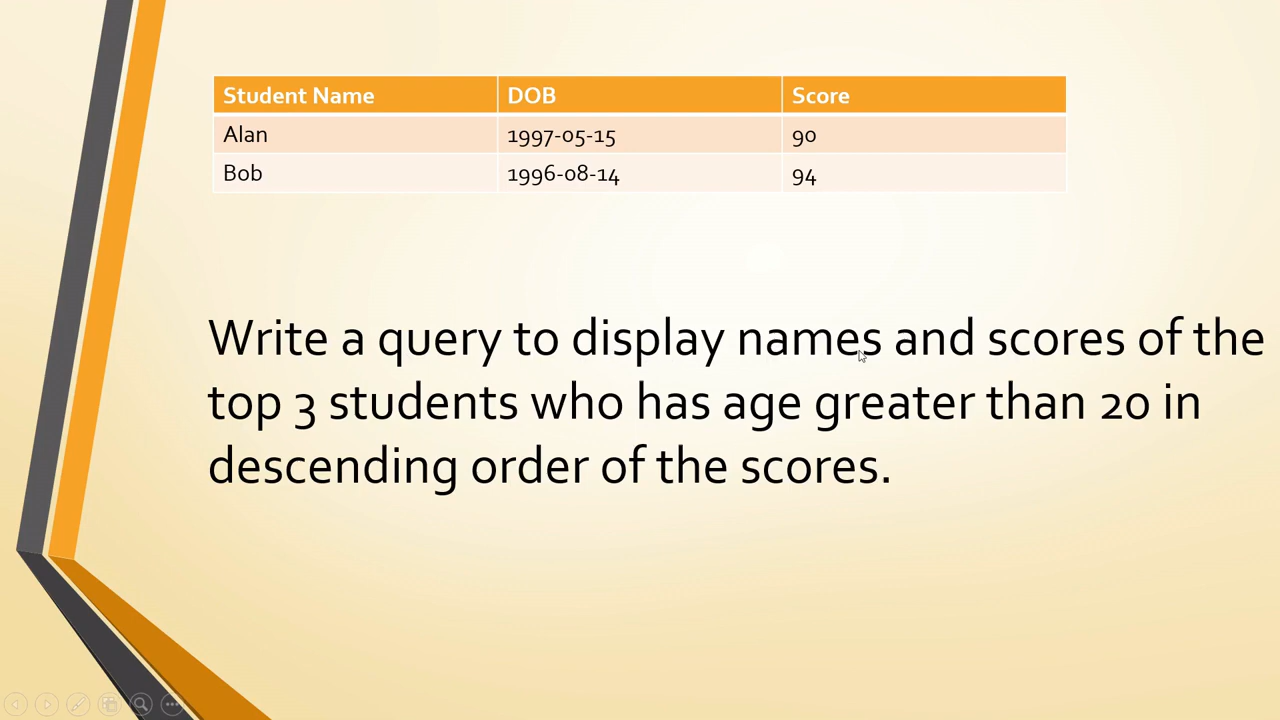 Student Name DOB Score
Alan 1997-05-15 90
Bob 1996-08-14 94
Write a query to display names and scores of the
top 3 students who has age greater than 20 in
descending order of the scores.